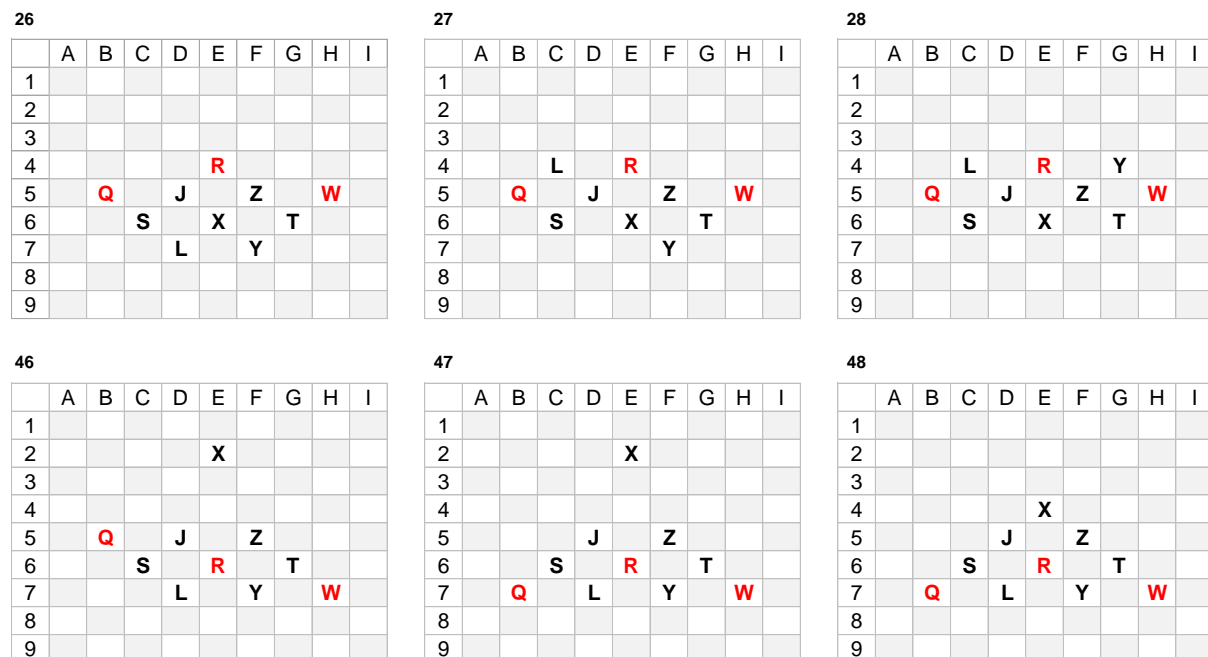 26 27 28
A B C D E F G H I A B C D E F G H I A B C D E F G H I
1 1 1
2 2 2
3 3 3
4 R 4 L R 4 L R Y
5 Q J Z W 5 Q J Z W 5 Q J Z W
6 S X T 6 S X T 6 S X T
7 L Y 7 Y 7
8 8 8
9 9 9
46 47 48
A B C D E F G H I A B C D E F G H I A B C D E F G H I
1 1 1
2 X 2 X 2
3 3 3
4 4 4 X
5 Q J Z 5 J Z 5 J Z
6 S R T 6 S R T 6 S R T
7 L Y W 7 Q L Y W 7 Q L Y W
8 8 8
9 9 9